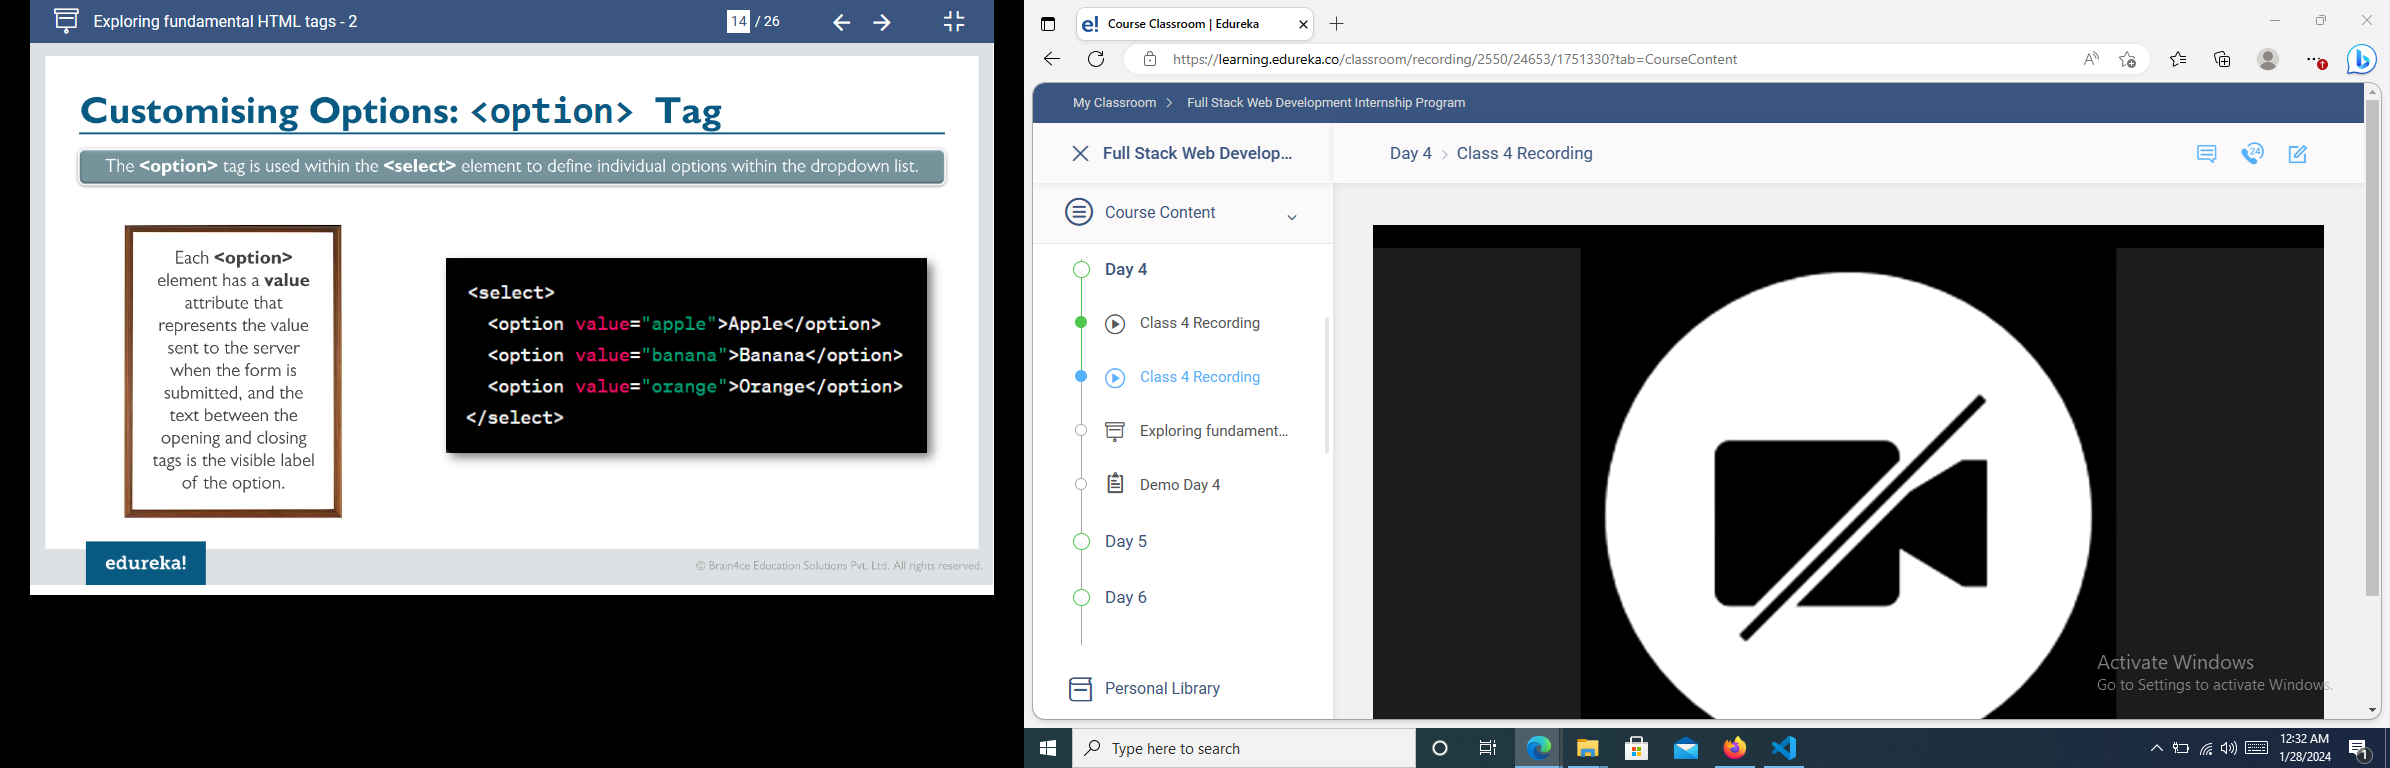 Exploring fundamental HTML tags - 2
14 / 26
Customising Options: <option> Tag
The <option> tag is used within the <select> element to define individual options within the dropdown list.
Each <option>
element has a value
attribute that
represents the value
sent to the server
when the form is
submitted, and the
text between the
opening and closing
tags is the visible label
of the option.
<select>
<option value="apple">Apple</option>
<option value="banana">Banana</option>
<option value="orange">Orange</option>
</select>
edureka!
© Brain4ce Education Solutions Pvt. Ltd. All rights reserved.
e! Course Classroom | Edureka
https://learning.edureka.co/classroom/recording/2550/24653/1751330?tab=CourseContent
My Classroom > Full Stack Web Development Internship Program
Full Stack Web Develop...
Day 4 > Class 4 Recording
24
Course Content
Day 4
Class 4 Recording
Class 4 Recording
Exploring fundament...
Demo Day 4
Day 5
Day 6
Personal Library
Activate Windows
Go to Settings to activate Windows.
Type here to search
12:32 AM
1/28/2024
1